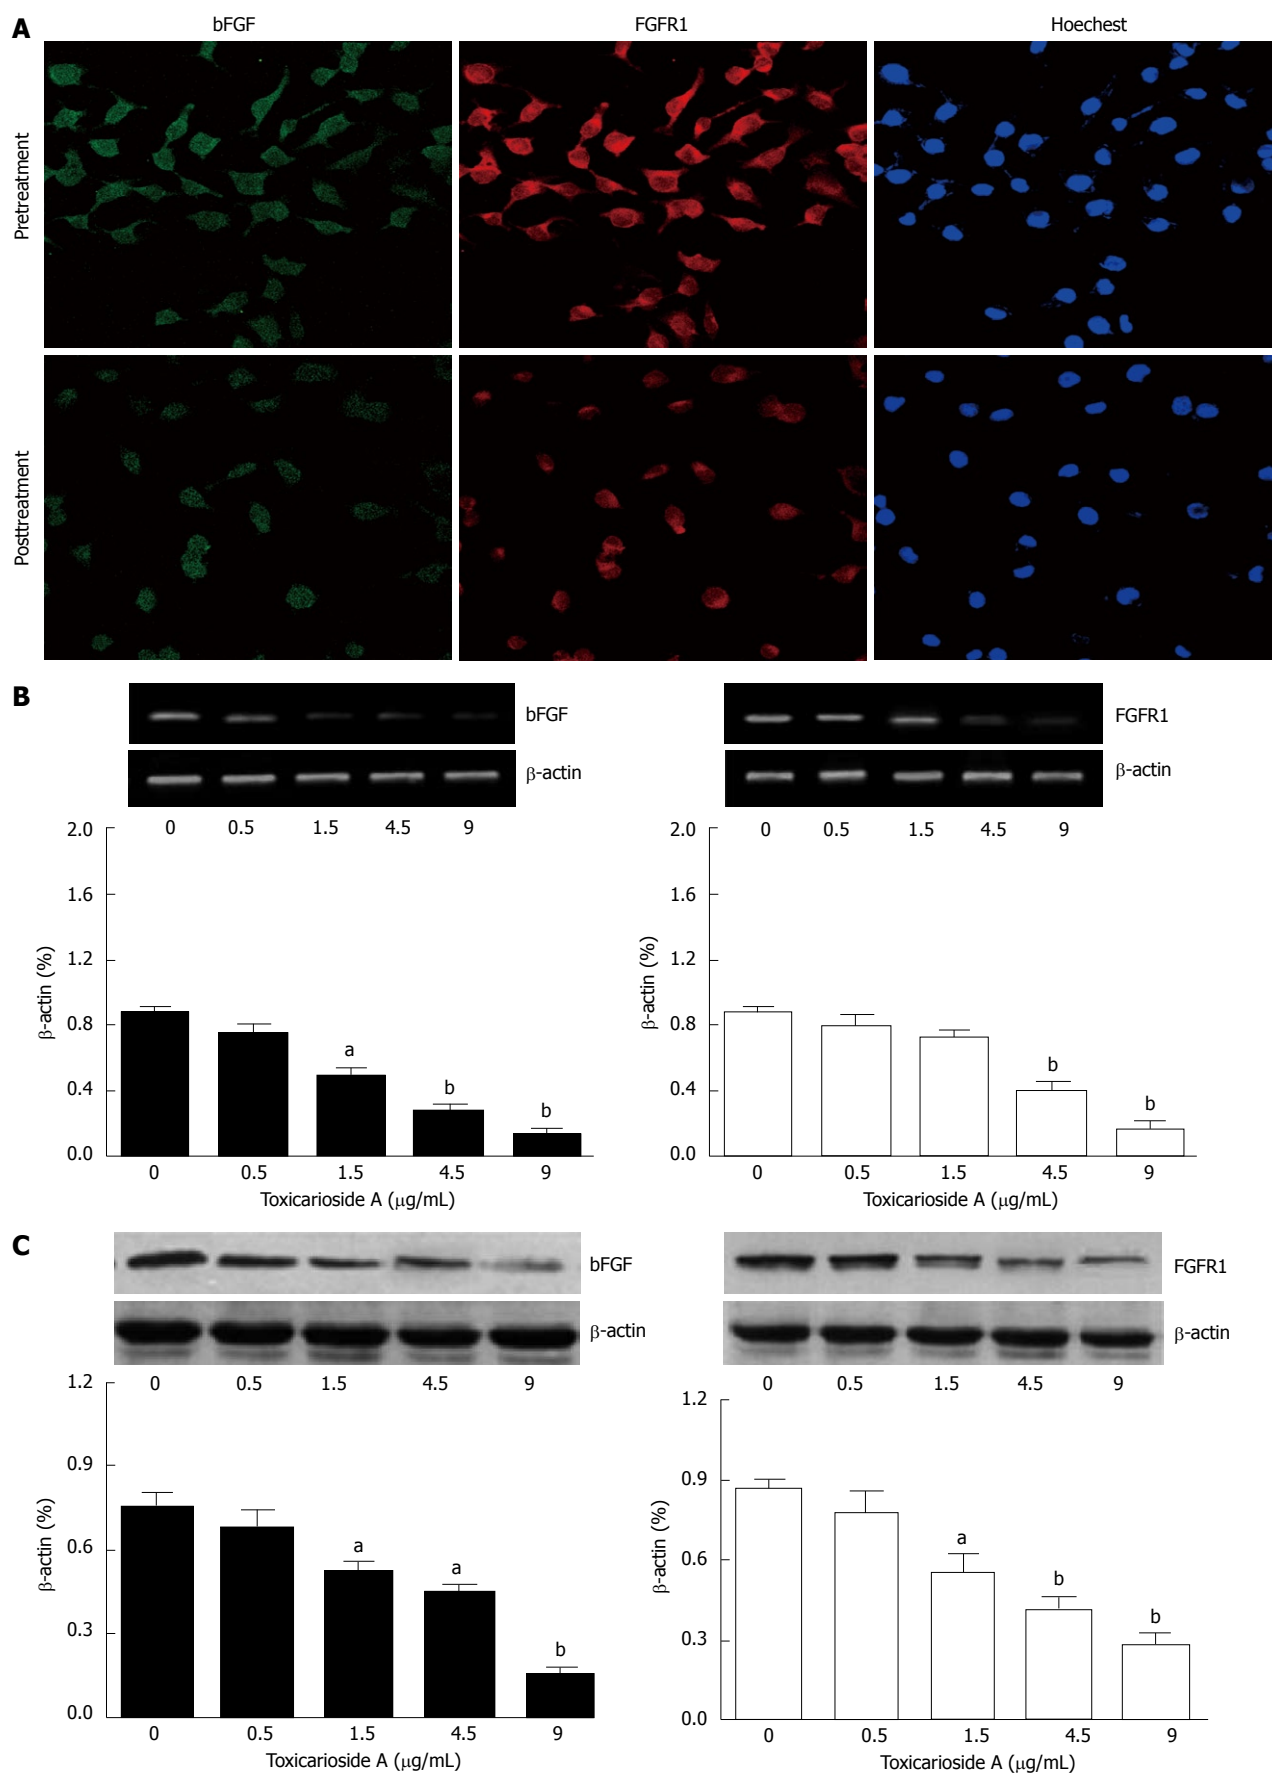 A
bFGF
FGFR1
Hoechest
Pretreatment
Posttreatment
B
bFGF
β-actin
0 0.5 1.5 4.5 9
2.0
1.6
1.2
0.8
0.4
0.0
β-actin (%)
a
b
b
0 0.5 1.5 4.5 9
Toxicarioside A (μg/mL)
FGFR1
β-actin
0 0.5 1.5 4.5 9
2.0
1.6
1.2
0.8
0.4
0.0
β-actin (%)
b
b
0 0.5 1.5 4.5 9
Toxicarioside A (μg/mL)
C
bFGF
β-actin
0 0.5 1.5 4.5 9
1.2
0.9
0.6
0.3
0.0
β-actin (%)
a
a
b
0 0.5 1.5 4.5 9
Toxicarioside A (μg/mL)
FGFR1
β-actin
0 0.5 1.5 4.5 9
1.2
0.9
0.6
0.3
0.0
β-actin (%)
a
b
b
0 0.5 1.5 4.5 9
Toxicarioside A (μg/mL)